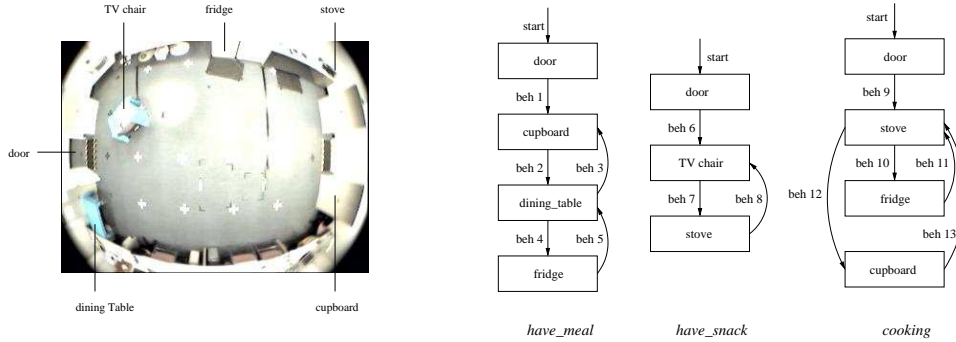 TV chair
fridge
stove
door
dining Table
cupboard
start
door
beh 1
cupboard
beh 2
beh 3
dining_table
beh 4
beh 5
fridge
have_meal
start
door
beh 6
TV chair
beh 7
beh 8
stove
have_snack
start
door
beh 9
stove
beh 10
beh 11
beh 12
fridge
beh 13
cupboard
cooking